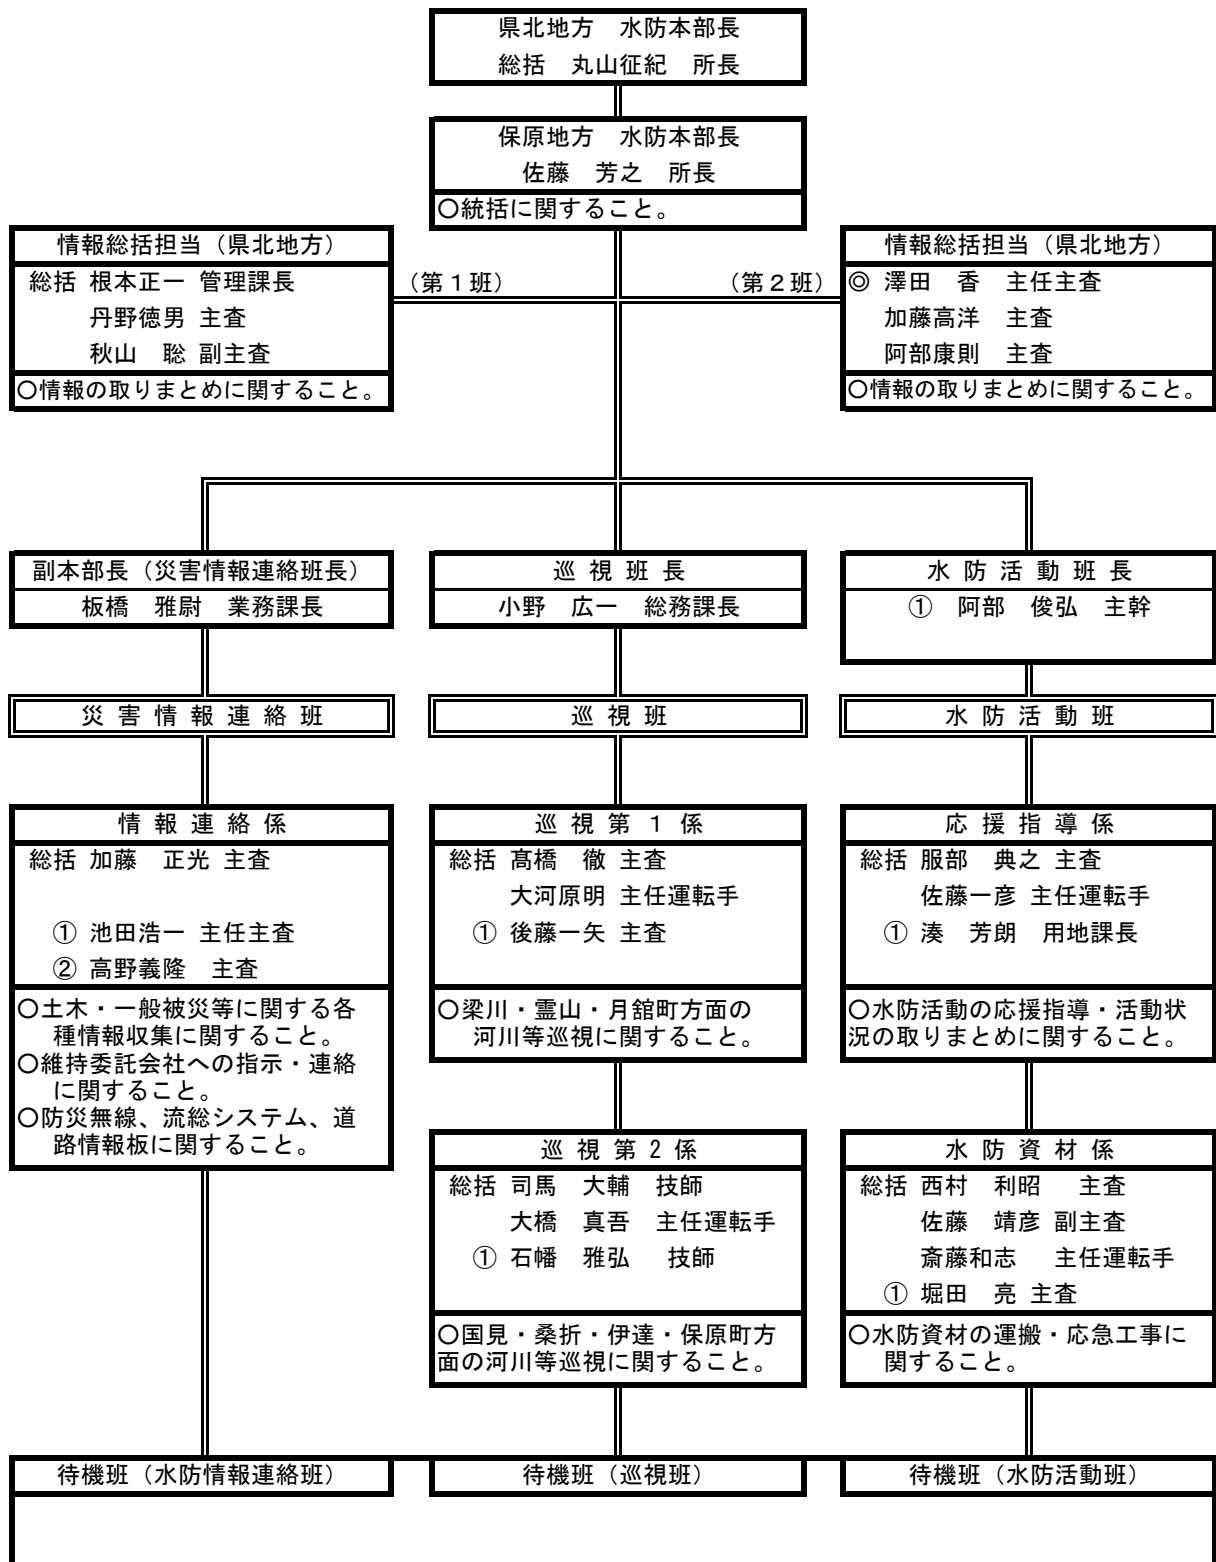 県北地方　水防本部長
総括　丸山征紀　所長
保原地方　水防本部長
佐藤　芳之　所長
○統括に関すること。
情報総括担当（県北地方）
総括 根本正一 管理課長
丹野徳男 主査
秋山　聡 副主査
○情報の取りまとめに関すること。
（第１班）
（第２班）
情報総括担当（県北地方）
◎ 澤田　香　主任主査
加藤高洋　主査
阿部康則　主査
○情報の取りまとめに関すること。
副本部長（災害情報連絡班長）
板橋　雅尉　業務課長
巡 視 班 長
小野　広一　総務課長
水 防 活 動 班 長
①　阿部　俊弘　主幹
災 害 情 報 連 絡 班
巡 視 班
水 防 活 動 班
情 報 連 絡 係
総括 加藤　正光 主査
① 池田浩一 主任主査
② 高野義隆　主査
○土木・一般被災等に関する各
種情報収集に関すること。
○維持委託会社への指示・連絡
に関すること。
○防災無線、流総システム、道
路情報板に関すること。
巡 視 第 1 係
総括 髙橋　徹 主査
大河原明 主任運転手
① 後藤一矢 主査
○梁川・霊山・月舘町方面の
河川等巡視に関すること。
応 援 指 導 係
総括 服部　典之 主査
佐藤一彦 主任運転手
① 湊　芳朗　用地課長
○水防活動の応援指導・活動状
況の取りまとめに関すること。
巡 視 第 2 係
総括 司馬　大輔　技師
大橋　真吾　主任運転手
① 石幡　雅弘　技師
○国見・桑折・伊達・保原町方
面の河川等巡視に関すること。
水 防 資 材 係
総括 西村　利昭　主査
佐藤　靖彦 副主査
斎藤和志　主任運転手
① 堀田　亮 主査
○水防資材の運搬・応急工事に
関すること。
待機班（水防情報連絡班）
待機班（巡視班）
待機班（水防活動班）